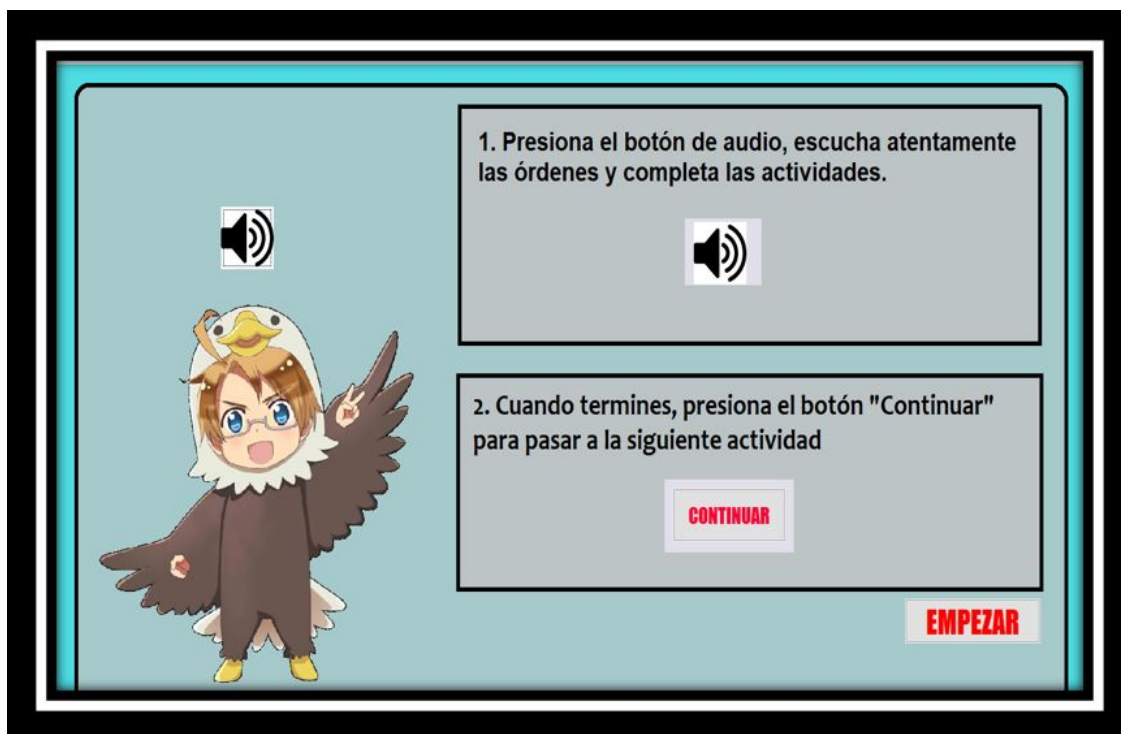 1. Presiona el botón de audio, escucha atentamente
las órdenes y completa las actividades.
2. Cuando termines, presiona el botón "Continuar"
para pasar a la siguiente actividad
CONTINUAR
EMPEZAR